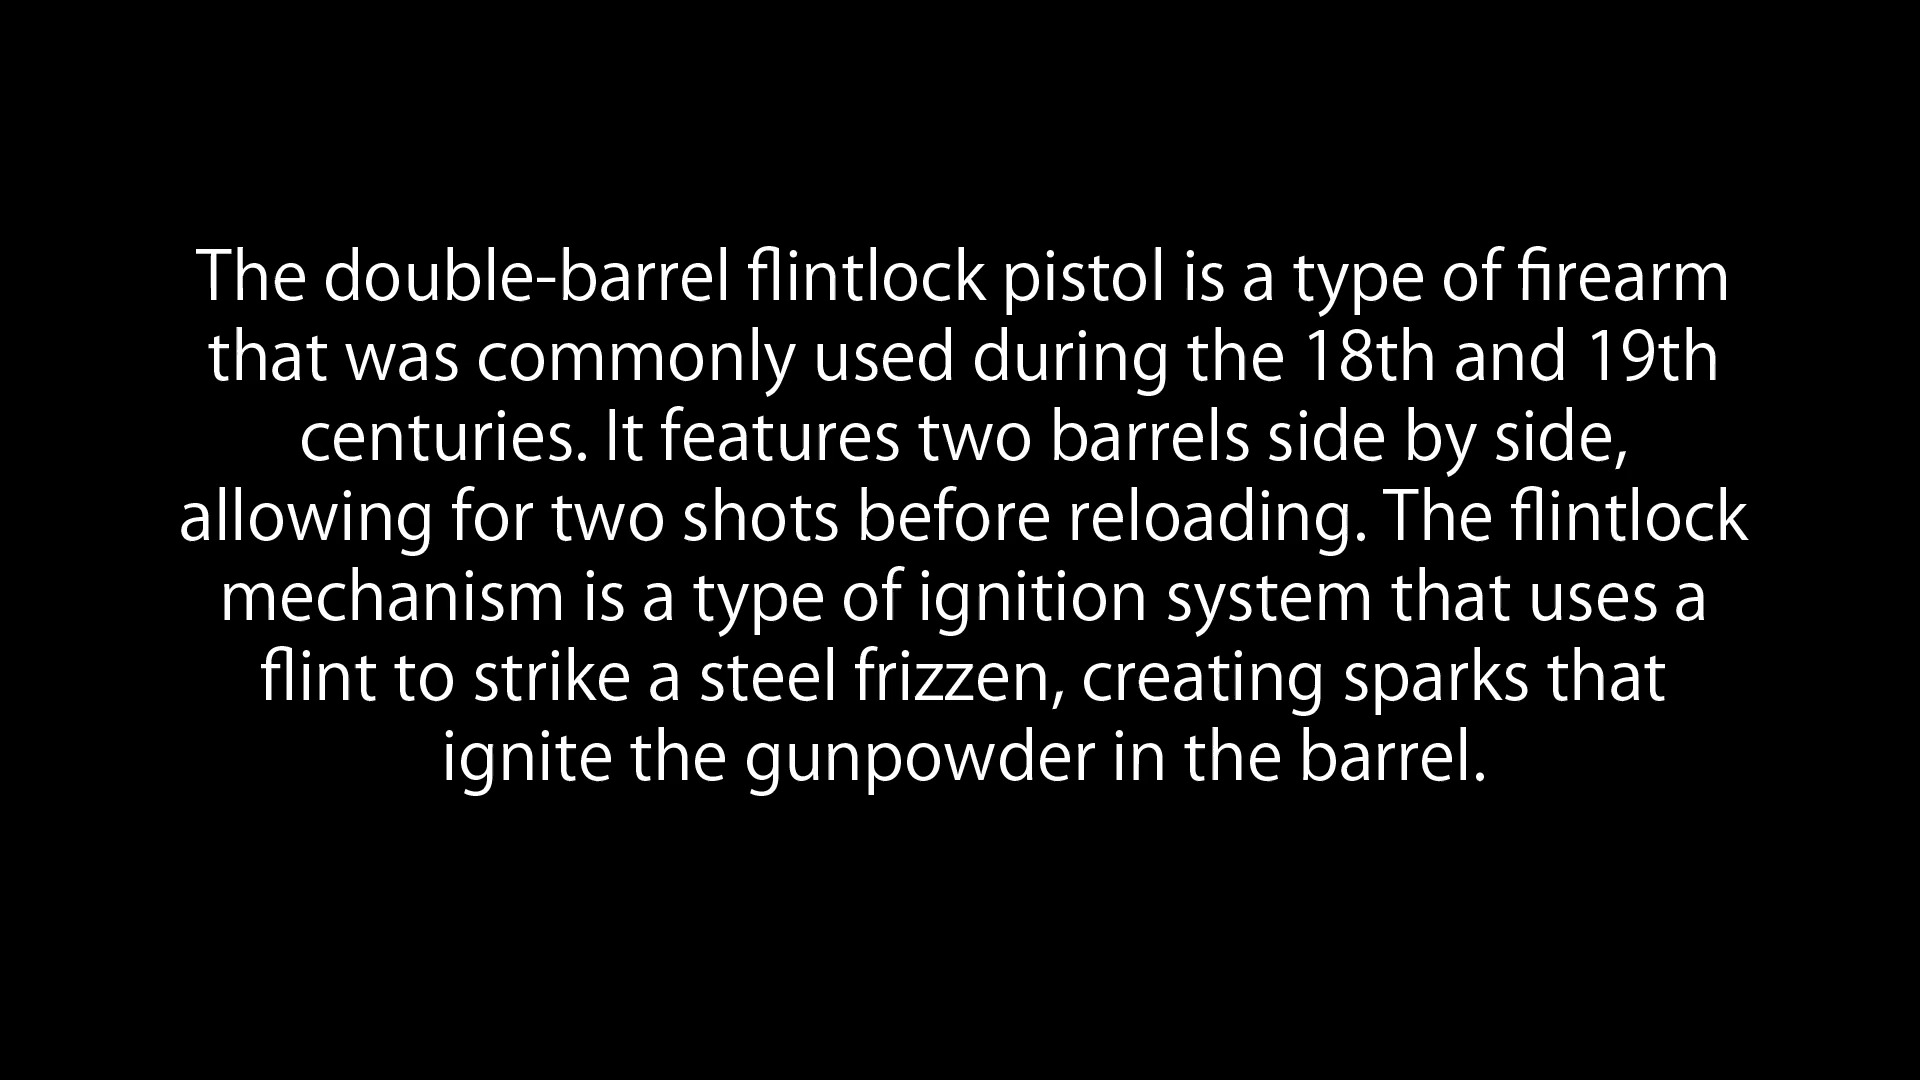 The double-barrel flintlock pistol is a type of firearm
that was commonly used during the 18th and 19th
centuries. It features two barrels side by side,
allowing for two shots before reloading. The flintlock
mechanism is a type of ignition system that uses a
flint to strike a steel frizzen, creating sparks that
ignite the gunpowder in the barrel.